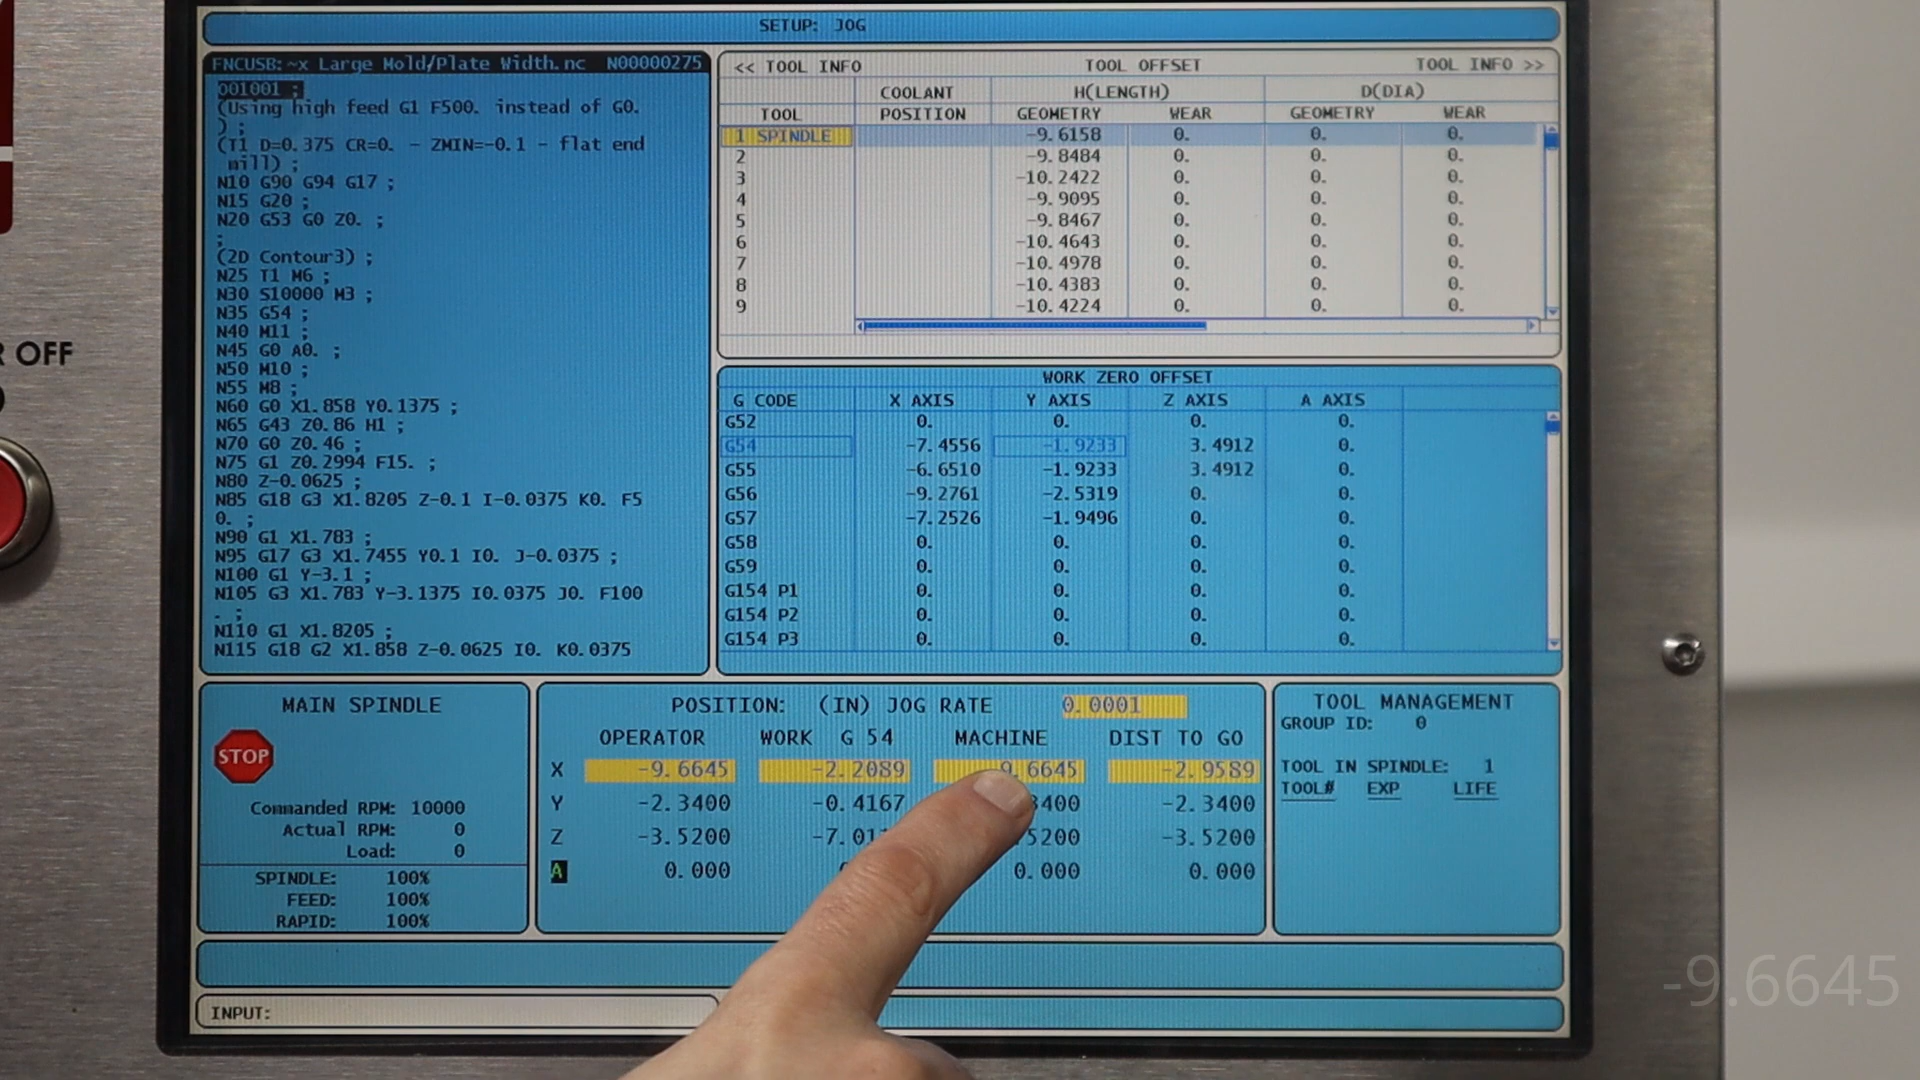 SETUP: JOG
FNCUSB:~x Large Mold/Plate Width.nc N00000275
O01001 ;
(Using high feed G1 F500. instead of G0.
) ;
(T1 D=0.375 CR=0. - ZMIN=-0.1 - flat end
mill) ;
N10 G90 G94 G17 ;
N15 G20 ;
N20 G53 G0 Z0. ;
;
(2D Contour3) ;
N25 T1 M6 ;
N30 S10000 M3 ;
N35 G54 ;
N40 M11 ;
N45 G0 A0. ;
N50 M10 ;
N55 M8 ;
N60 G0 X1.858 Y0.1375 ;
N65 G43 Z0.86 H1 ;
N70 G0 Z0.46 ;
N75 G1 Z0.2994 F15. ;
N80 Z-0.0625 ;
N85 G18 G3 X1.8205 Z-0.1 I-0.0375 K0. F5
0. ;
N90 G1 X1.783 ;
N95 G17 G3 X1.7455 Y0.1 I0. J-0.0375 ;
N100 G1 Y-3.1 ;
N105 G3 X1.783 Y-3.1375 I0.0375 J0. F100
. ;
N110 G1 X1.8205 ;
N115 G18 G2 X1.858 Z-0.0625 I0. K0.0375
<< TOOL INFO TOOL OFFSET TOOL INFO >>
COOLANT H(LENGTH) D(DIA)
TOOL POSITION GEOMETRY WEAR GEOMETRY WEAR
1 SPINDLE -9.6158 0. 0. 0.
2 -9.8484 0. 0. 0.
3 -10.2422 0. 0. 0.
4 -9.9095 0. 0. 0.
5 -9.8467 0. 0. 0.
6 -10.4643 0. 0. 0.
7 -10.4978 0. 0. 0.
8 -10.4383 0. 0. 0.
9 -10.4224 0. 0. 0.
WORK ZERO OFFSET
G CODE X AXIS Y AXIS Z AXIS A AXIS
G52 0. 0. 0. 0.
G54 -7.4556 -1.9233 3.4912 0.
G55 -6.6510 -1.9233 3.4912 0.
G56 -9.2761 -2.5319 0. 0.
G57 -7.2526 -1.9496 0. 0.
G58 0. 0. 0. 0.
G59 0. 0. 0. 0.
G154 P1 0. 0. 0. 0.
G154 P2 0. 0. 0. 0.
G154 P3 0. 0. 0. 0.
MAIN SPINDLE
STOP
Commanded RPM: 10000
Actual RPM: 0
Load: 0
SPINDLE: 100%
FEED: 100%
RAPID: 100%
POSITION: (IN) JOG RATE 0.0001
OPERATOR WORK G 54 MACHINE DIST TO GO
X -9.6645 -2.2089 -9.6645 -2.9589
Y -2.3400 -0.4167 3400 -2.3400
Z -3.5200 -7.01 5200 -3.5200
A 0.000 0.000 0.000
TOOL MANAGEMENT
GROUP ID: 0
TOOL IN SPINDLE: 1
TOOL# EXP LIFE
INPUT:
R OFF
-9.6645